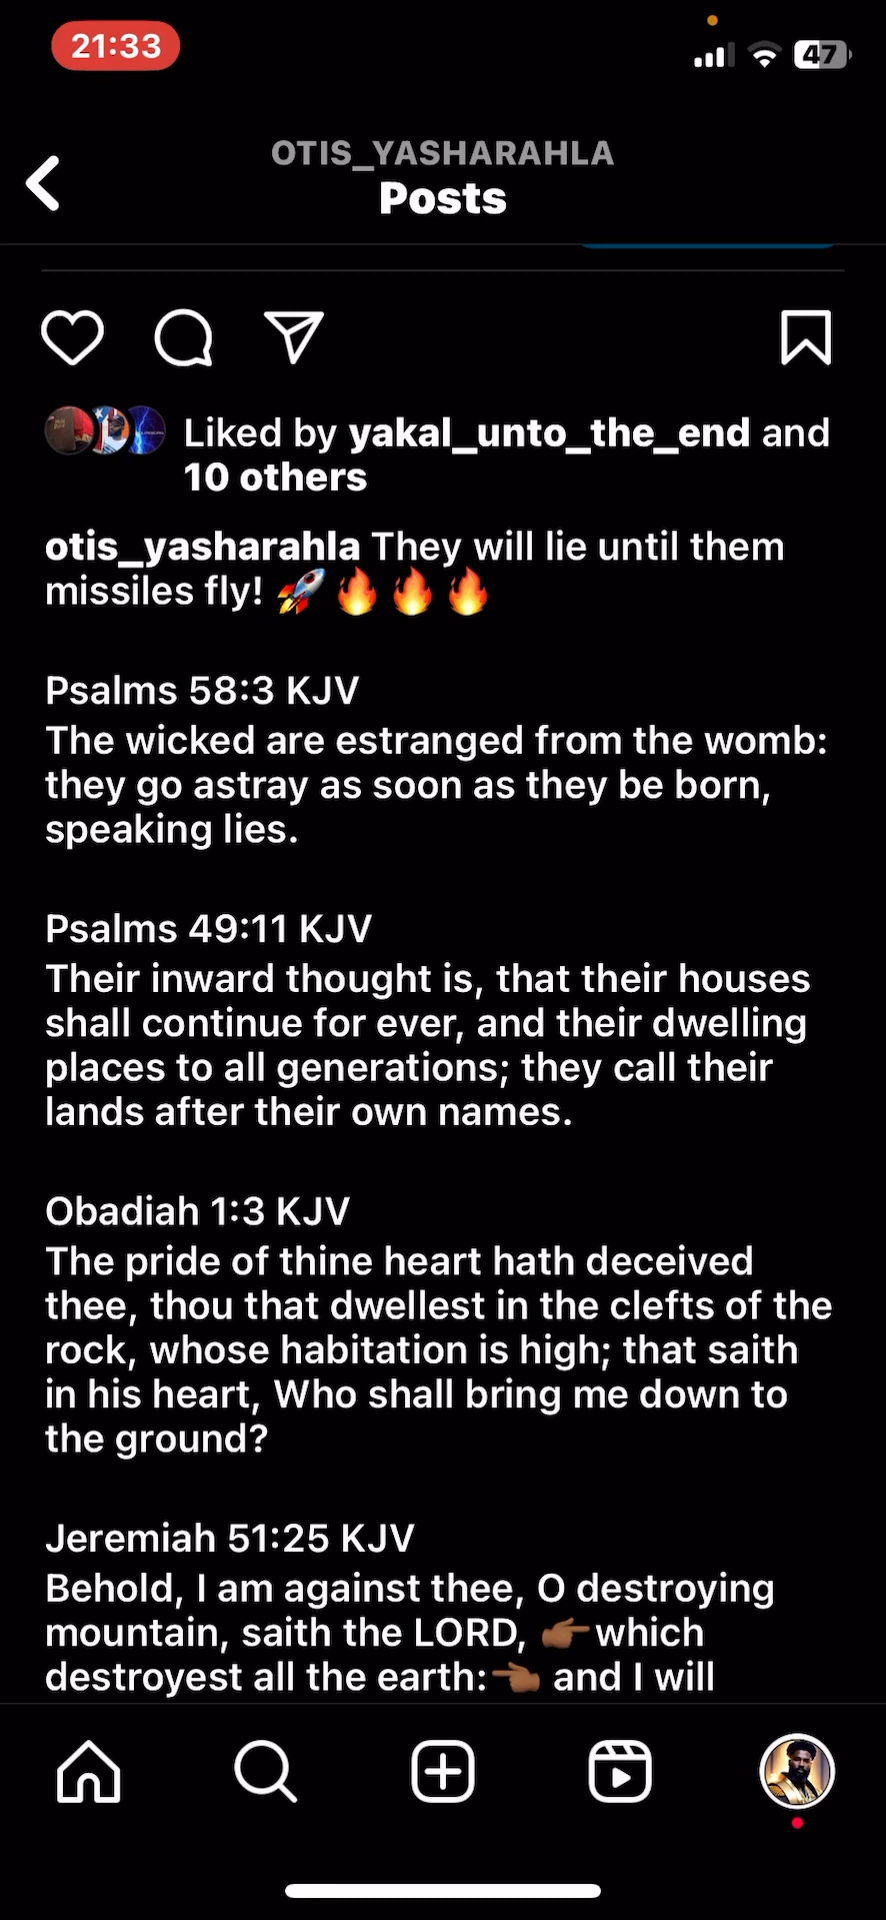 21:33
47
OTIS_YASHARAHLA
Posts
Liked by yakal_unto_the_end and
10 others
otis_yasharahla They will lie until them
missiles fly! 🚀🔥🔥🔥
Psalms 58:3 KJV
The wicked are estranged from the womb:
they go astray as soon as they be born,
speaking lies.
Psalms 49:11 KJV
Their inward thought is, that their houses
shall continue for ever, and their dwelling
places to all generations; they call their
lands after their own names.
Obadiah 1:3 KJV
The pride of thine heart hath deceived
thee, thou that dwellest in the clefts of the
rock, whose habitation is high; that saith
in his heart, Who shall bring me down to
the ground?
Jeremiah 51:25 KJV
Behold, I am against thee, O destroying
mountain, saith the LORD, 👉🏾which
destroyest all the earth:👈🏾 and I will